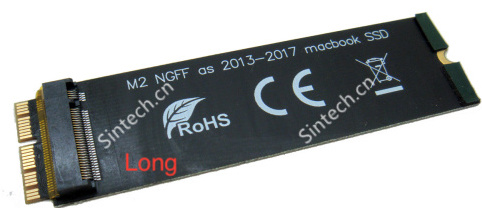 M2 NGFF as 2013-2017 macbook SSD
Sintech.cn
Sintech.cn
CE
RoHS
Long